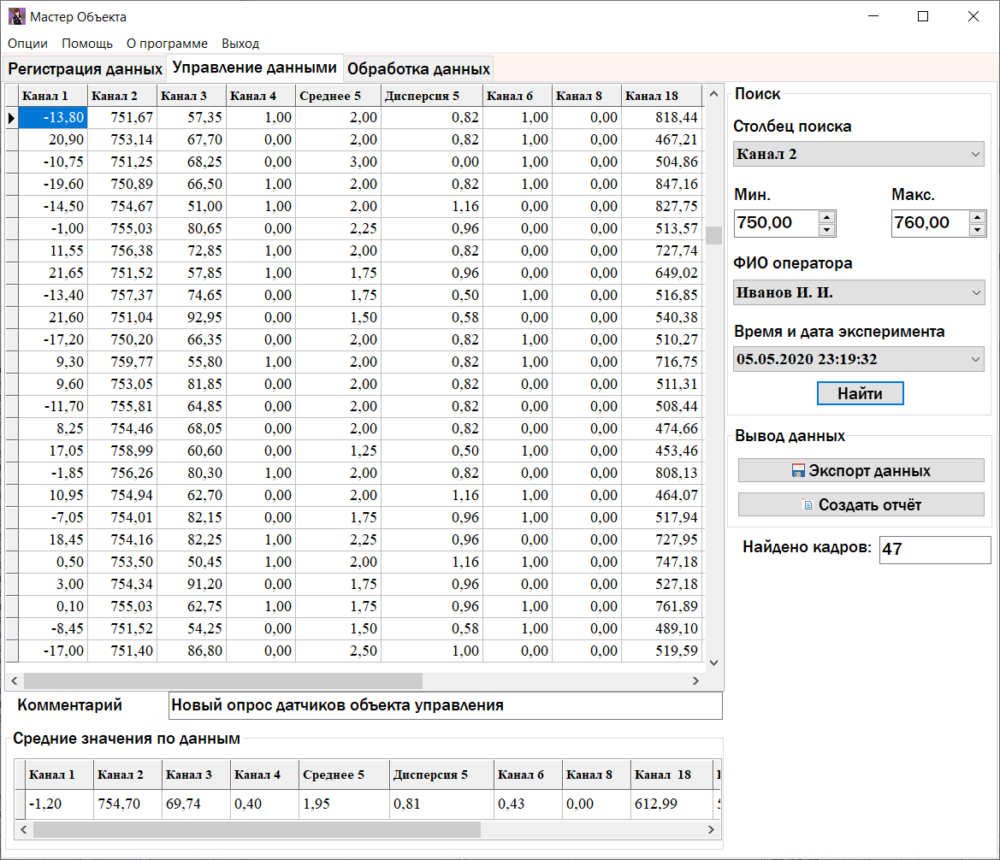 Мастер Объекта
Опции Помощь О программе Выход
Регистрация данных Управление данными Обработка данных
Канал 1 Канал 2 Канал 3 Канал 4 Среднее 5 Дисперсия 5 Канал 6 Канал 8 Канал 18
-13,80 751,67 57,35 1,00 2,00 0,82 1,00 0,00 818,44
20,90 753,14 67,70 0,00 2,00 0,82 1,00 0,00 467,21
-10,75 751,25 68,25 0,00 3,00 0,00 1,00 0,00 504,86
-19,60 750,89 66,50 1,00 2,00 0,82 1,00 0,00 847,16
-14,50 754,67 51,00 1,00 2,00 1,16 0,00 0,00 827,75
-1,00 755,03 80,65 0,00 2,25 0,96 0,00 0,00 513,57
11,55 756,38 72,85 1,00 2,00 0,82 0,00 0,00 727,74
21,65 751,52 57,85 1,00 1,75 0,96 0,00 0,00 649,02
-13,40 757,37 74,65 0,00 1,75 0,50 1,00 0,00 516,85
21,60 751,04 92,95 0,00 1,50 0,58 0,00 0,00 540,38
-17,20 750,20 66,35 0,00 2,00 0,82 1,00 0,00 510,27
9,30 759,77 55,80 1,00 2,00 0,82 1,00 0,00 716,75
9,60 753,05 81,85 0,00 2,00 0,82 0,00 0,00 511,31
-11,70 755,81 64,85 0,00 2,00 0,82 0,00 0,00 508,44
8,25 754,46 68,05 0,00 2,00 0,82 0,00 0,00 474,66
17,05 758,99 60,60 0,00 1,25 0,50 1,00 0,00 453,46
-1,85 756,26 80,30 1,00 2,00 0,82 0,00 0,00 808,13
10,95 754,94 62,70 0,00 2,00 1,16 1,00 0,00 464,07
-7,05 754,01 82,15 0,00 1,75 0,96 1,00 0,00 517,94
18,45 754,16 82,25 1,00 2,25 0,96 0,00 0,00 727,95
0,50 753,50 50,45 1,00 2,00 1,16 0,00 0,00 747,18
3,00 754,34 91,20 0,00 1,75 0,96 0,00 0,00 527,18
0,10 755,03 62,75 1,00 1,75 0,96 1,00 0,00 761,89
-8,45 751,52 54,25 0,00 1,50 0,58 1,00 0,00 489,10
-17,00 751,40 86,80 0,00 2,50 1,00 0,00 0,00 519,59
Комментарий Новый опрос датчиков объекта управления
Средние значения по данным
Канал 1 Канал 2 Канал 3 Канал 4 Среднее 5 Дисперсия 5 Канал 6 Канал 8 Канал 18
-1,20 754,70 69,74 0,40 1,95 0,81 0,43 0,00 612,99
Поиск
Столбец поиска
Канал 2
Мин. Макс.
750,00 760,00
ФИО оператора
Иванов И. И.
Время и дата эксперимента
05.05.2020 23:19:32
Найти
Вывод данных
Экспорт данных
Создать отчёт
Найдено кадров: 47